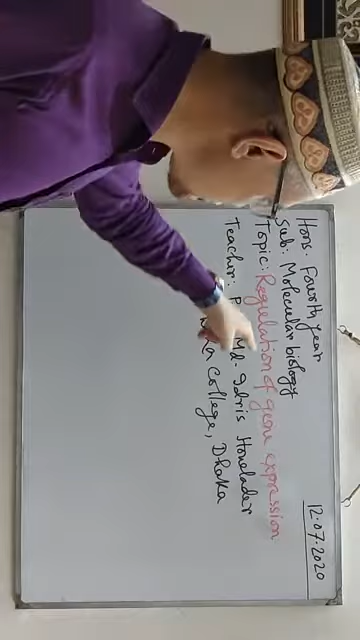 12.07.2020
Hons. Fourth year
Sub: Molecular biology
Topic: Regulation of gene expression
Teacher: Md. Idris Howlader
College, Dhaka